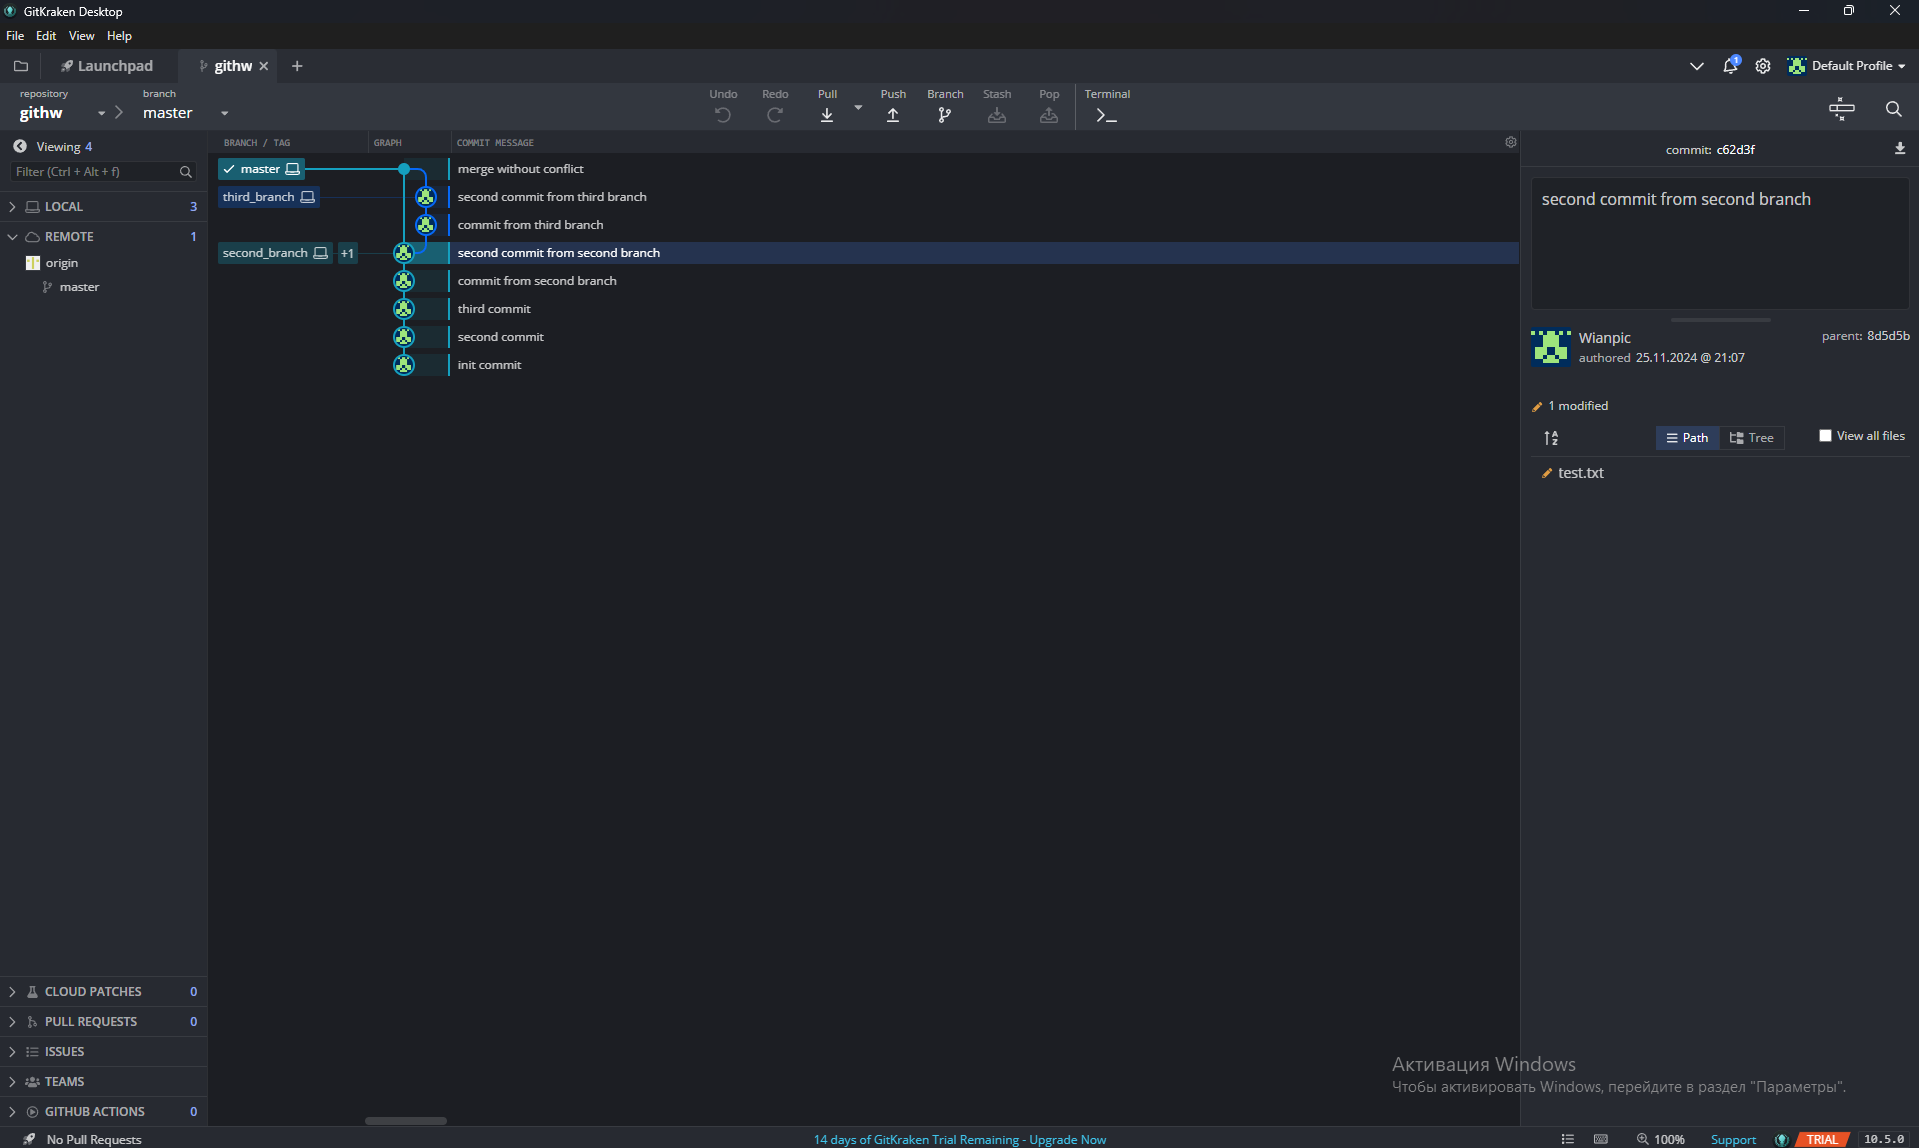 GitKraken Desktop
File Edit View Help
Launchpad
githw
Default Profile
1
repository
githw
branch
master
Undo
Redo
Pull
Push
Branch
Stash
Pop
Terminal
Viewing 4
Filter (Ctrl + Alt + f)
LOCAL 3
REMOTE 1
origin
master
CLOUD PATCHES 0
PULL REQUESTS 0
ISSUES
TEAMS
GITHUB ACTIONS 0
BRANCH / TAG GRAPH COMMIT MESSAGE
master merge without conflict
third_branch second commit from third branch
commit from third branch
second_branch +1 second commit from second branch
commit from second branch
third commit
second commit
init commit
commit: c62d3f
second commit from second branch
Wianpic
authored 25.11.2024 @ 21:07
parent: 8d5d5b
1 modified
A
Z
Path
Tree
View all files
test.txt
Активация Windows
Чтобы активировать Windows, перейдите в раздел "Параметры".
No Pull Requests
14 days of GitKraken Trial Remaining - Upgrade Now
100%
Support
TRIAL
10.5.0